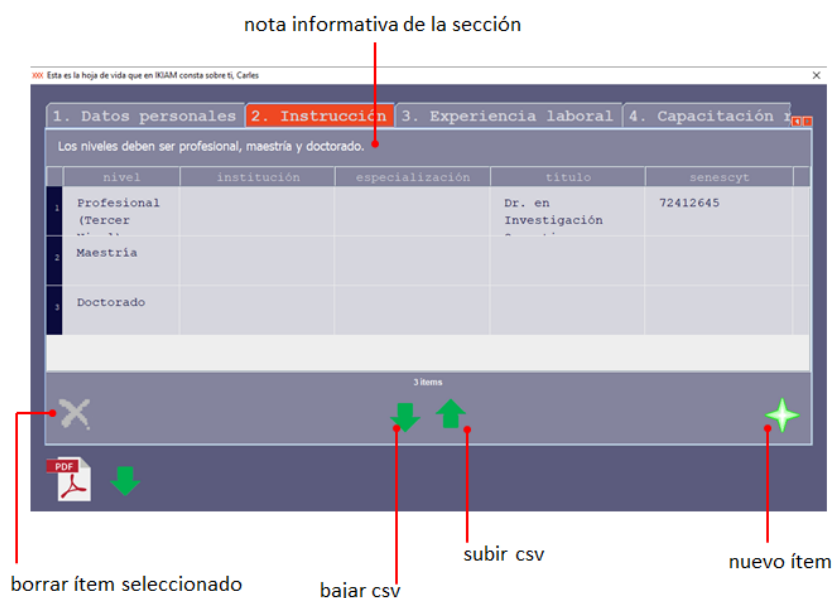 nota informativa de la sección
XXX Esta es la hoja de vida que en IKIAM consta sobre ti, Carles
1. Datos personales 2. Instrucción 3. Experiencia laboral 4. Capacitación
Los niveles deben ser profesional, maestría y doctorado.
nivel institución especialización título senescyt
1 Profesional Dr. en 72412645
(Tercer Investigación
2 Maestría
3 Doctorado
3 items
PDF
subir csv
nuevo ítem
borrar ítem seleccionado
bajar csv